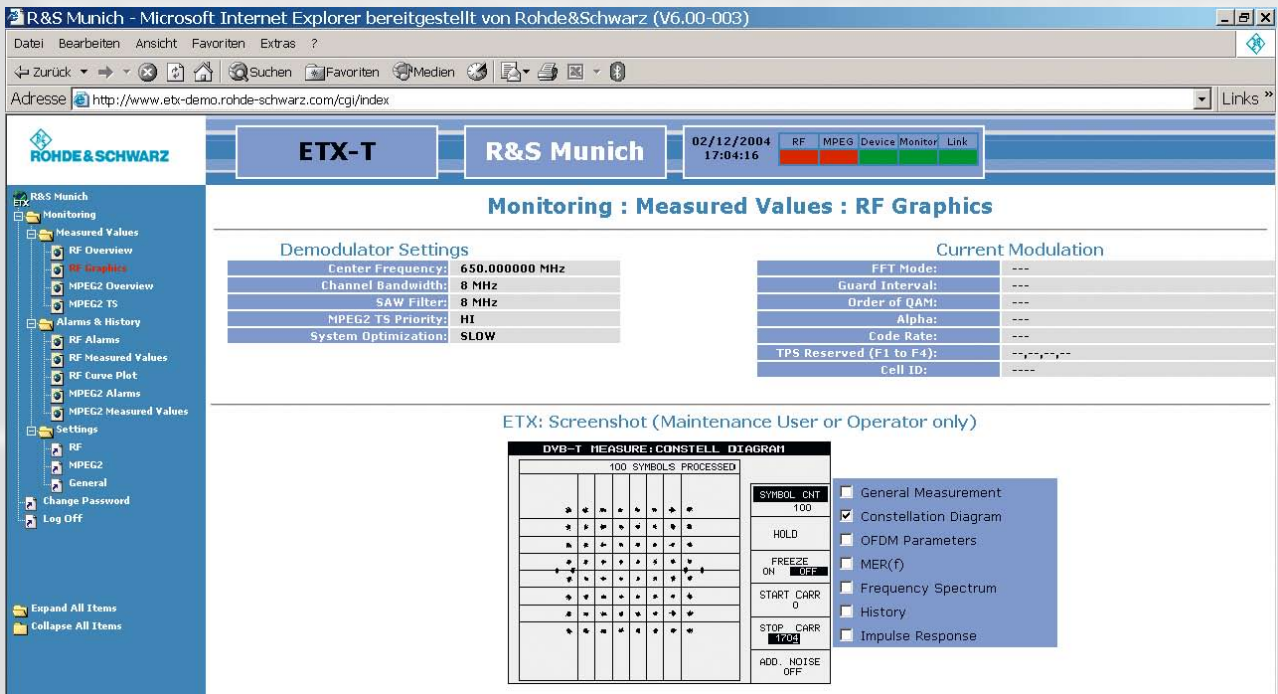 R&S Munich - Microsoft Internet Explorer bereitgestellt von Rohde&Schwarz (V6.00-003)
Datei Bearbeiten Ansicht Favoriten Extras ?
Zurück Suchen Favoriten Medien
Adresse http://www.etx-demo.rohde-schwarz.com/cgi/index Links »
ROHDE & SCHWARZ
ETX-T
R&S Munich
02/12/2004
17:04:16
RF MPEG Device Monitor Link
ETX R&S Munich
Monitoring
Measured Values
RF Overview
RF Graphics
MPEG2 Overview
MPEG2 TS
Alarms & History
RF Alarms
RF Measured Values
RF Curve Plot
MPEG2 Alarms
MPEG2 Measured Values
Settings
RF
MPEG2
General
Change Password
Log Off
Expand All Items
Collapse All Items
Monitoring : Measured Values : RF Graphics
Demodulator Settings
Center Frequency: 650.000000 MHz
Channel Bandwidth: 8 MHz
SAW Filter: 8 MHz
MPEG2 TS Priority: HI
System Optimization: SLOW
Current Modulation
FFT Mode: ---
Guard Interval: ---
Order of QAM: ---
Alpha: ---
Code Rate: ---
TPS Reserved (F1 to F4): --,--,--,--
Cell ID: ----
ETX: Screenshot (Maintenance User or Operator only)
DVB-T MEASURE:CONSTELL DIAGRAM
100 SYMBOLS PROCESSED
SYMBOL CNT
100
HOLD
FREEZE
ON OFF
START CARR
0
STOP CARR
1704
ADD. NOISE
OFF
General Measurement
Constellation Diagram
OFDM Parameters
MER(f)
Frequency Spectrum
History
Impulse Response